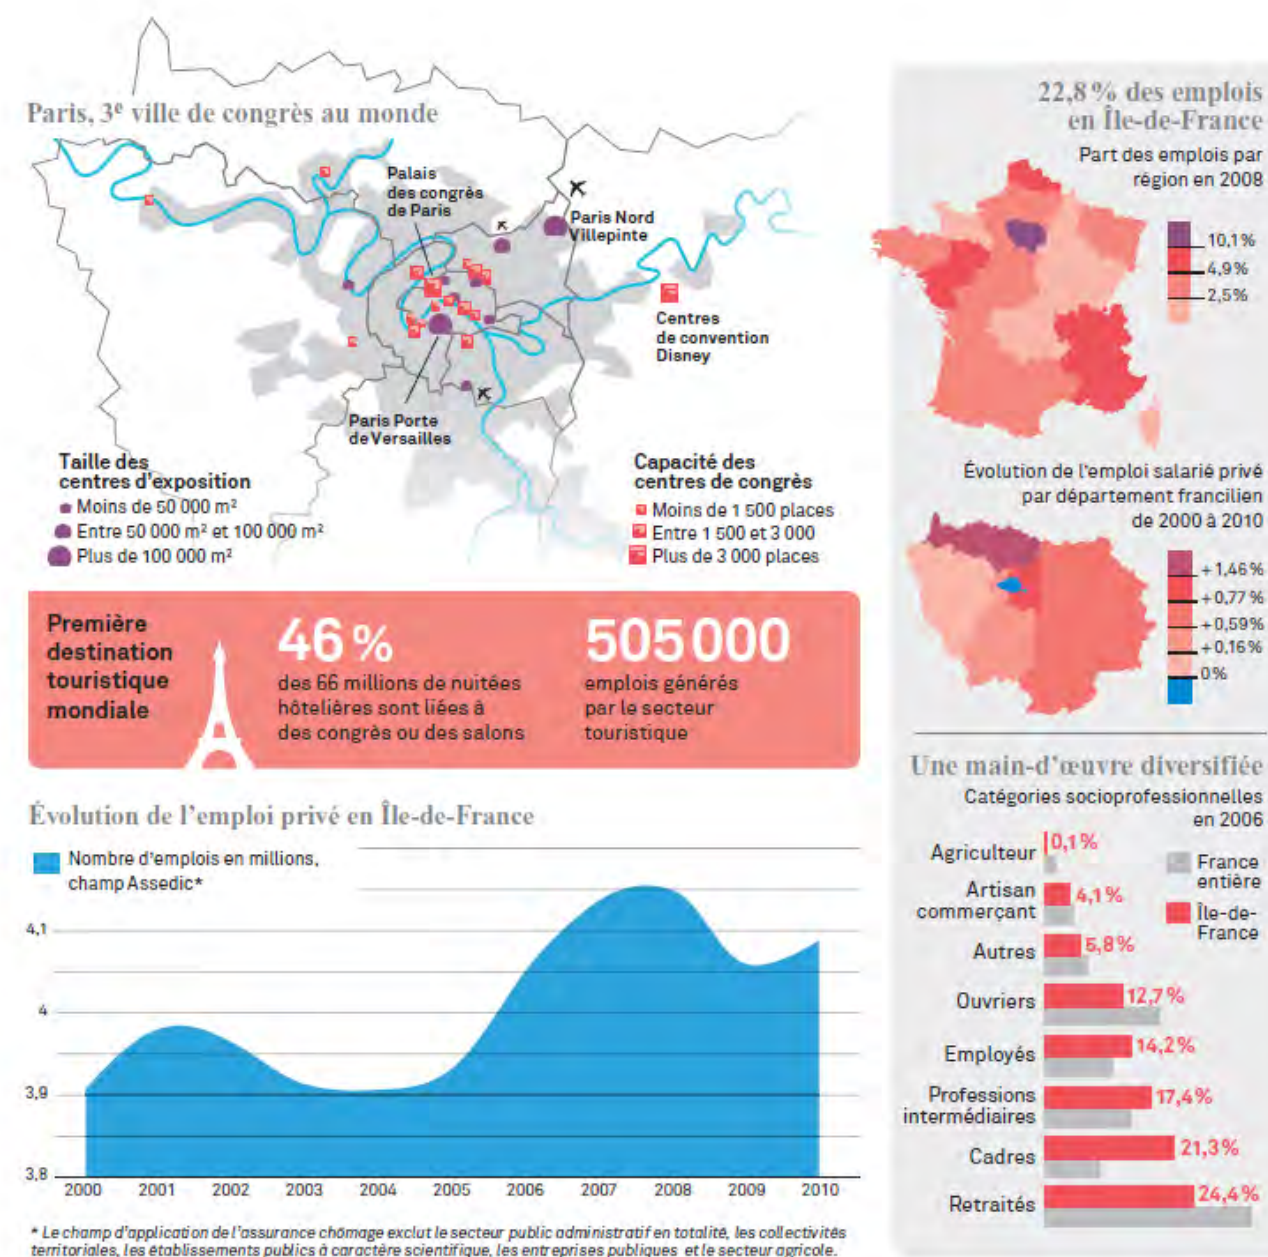 Paris, 3e ville de congrès au monde
Palais
des congrès
de Paris
Paris Nord
Villepinte
Centres
de convention
Disney
Paris Porte
de Versailles
Taille des
centres d'exposition
Moins de 50 000 m²
Entre 50 000 m² et 100 000 m²
Plus de 100 000 m²
Capacité des
centres de congrès
Moins de 1 500 places
Entre 1 500 et 3 000
Plus de 3 000 places
Première
destination
touristique
mondiale
46 %
des 66 millions de nuitées
hôtelières sont liées à
des congrès ou des salons
505 000
emplois générés
par le secteur
touristique
Évolution de l'emploi privé en Île-de-France
Nombre d'emplois en millions,
champ Assedic*
4,1
4
3,9
3,8
2000 2001 2002 2003 2004 2005 2006 2007 2008 2009 2010
* Le champ d'application de l'assurance chômage exclut le secteur public administratif en totalité, les collectivités
territoriales, les établissements publics à caractère scientifique, les entreprises publiques et le secteur agricole.
22,8 % des emplois
en Île-de-France
Part des emplois par
région en 2008
10,1 %
4,9 %
2,5 %
Évolution de l'emploi salarié privé
par département francilien
de 2000 à 2010
+ 1,46 %
+ 0,77 %
+ 0,59 %
+ 0,16 %
0 %
Une main-d'œuvre diversifiée
Catégories socioprofessionnelles
en 2006
France
entière
Île-de-
France
Agriculteur 0,1 %
Artisan
commerçant 4,1 %
Autres 5,8 %
Ouvriers 12,7 %
Employés 14,2 %
Professions
intermédiaires 17,4 %
Cadres 21,3 %
Retraités 24,4 %